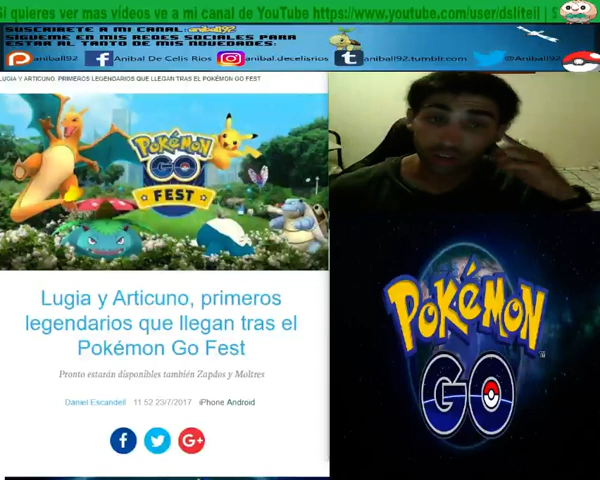 Si quieres ver mas vídeos ve a mi canal de YouTube https://www.youtube.com/user/dsliteii | S
SUSCRIBETE A MI CANAL: aniball92
SIGUEME EN MIS REDES SOCIALES PARA
ESTAR AL TANTO DE MIS NOVEDADES:
aniball92 Anibal De Celis Rios anibal.decelisrios aniball92.tumblr.com @Aniball92
LUGIA Y ARTICUNO, PRIMEROS LEGENDARIOS QUE LLEGAN TRAS EL POKÉMON GO FEST
POKÉMON
GO
FEST
Lugia y Articuno, primeros
legendarios que llegan tras el
Pokémon Go Fest
Pronto estarán disponibles también Zapdos y Moltres
Daniel Escandell 11:52 23/7/2017 iPhone Android
f G+
POKÉMON
TM
GO